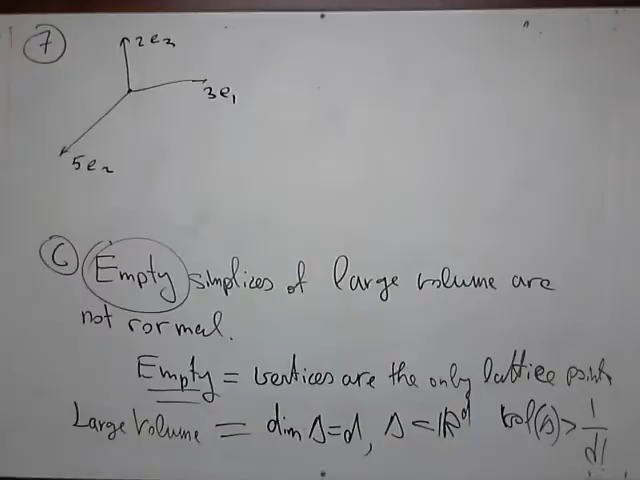 7
2e3
3e1
5e2
6 Empty simplices of large volume are
not normal.
Empty = vertices are the only lattice points
Large Volume = dim Δ=d, Δ⊂ℝ^d vol(Δ)>1/d!